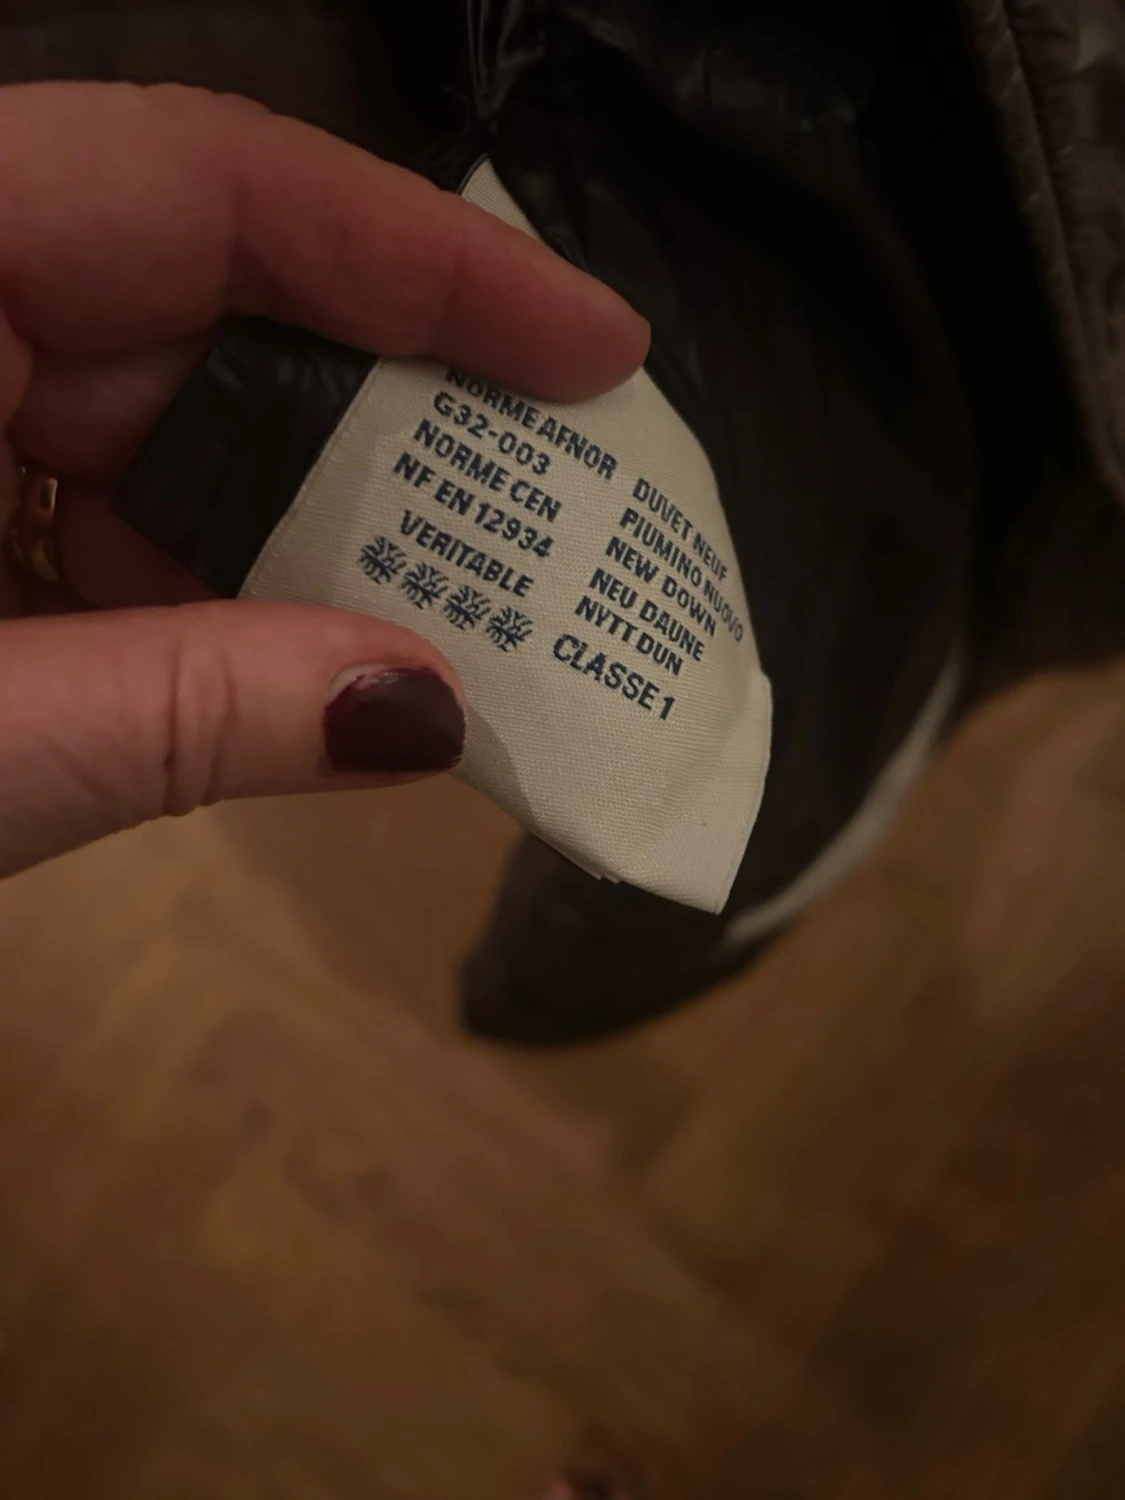 NORME AFNOR
G32-003
NORME CEN
NF EN 12934
VERITABLE
DUVET NEUF
PIUMINO NUOVO
NEW DOWN
NEU DAUNE
NYTT DUN
CLASSE 1